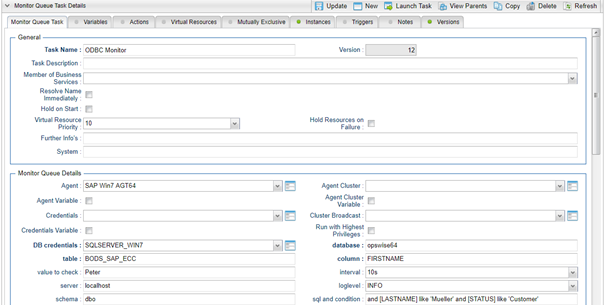 Monitor Queue Task Details
Update New Launch Task View Parents Copy Delete Refresh
Monitor Queue Task Variables Actions Virtual Resources Mutually Exclusive Instances Triggers Notes Versions
General
Task Name : ODBC Monitor Version : 12
Task Description :
Member of Business Services :
Resolve Name Immediately :
Hold on Start :
Virtual Resource Priority : 10 Hold Resources on Failure :
Further Info's :
System :
Monitor Queue Details
Agent : SAP Win7 AGT64 Agent Cluster :
Agent Variable : Agent Cluster Variable :
Credentials : Cluster Broadcast :
Credentials Variable : Run with Highest Privileges :
DB credentials : SQLSERVER_WIN7 database : opswise64
table : BODS_SAP_ECC column : FIRSTNAME
value to check : Peter interval : 10s
server : localhost loglevel : INFO
schema : dbo sql and condition : and [LASTNAME] like 'Mueller' and [STATUS] like 'Customer'